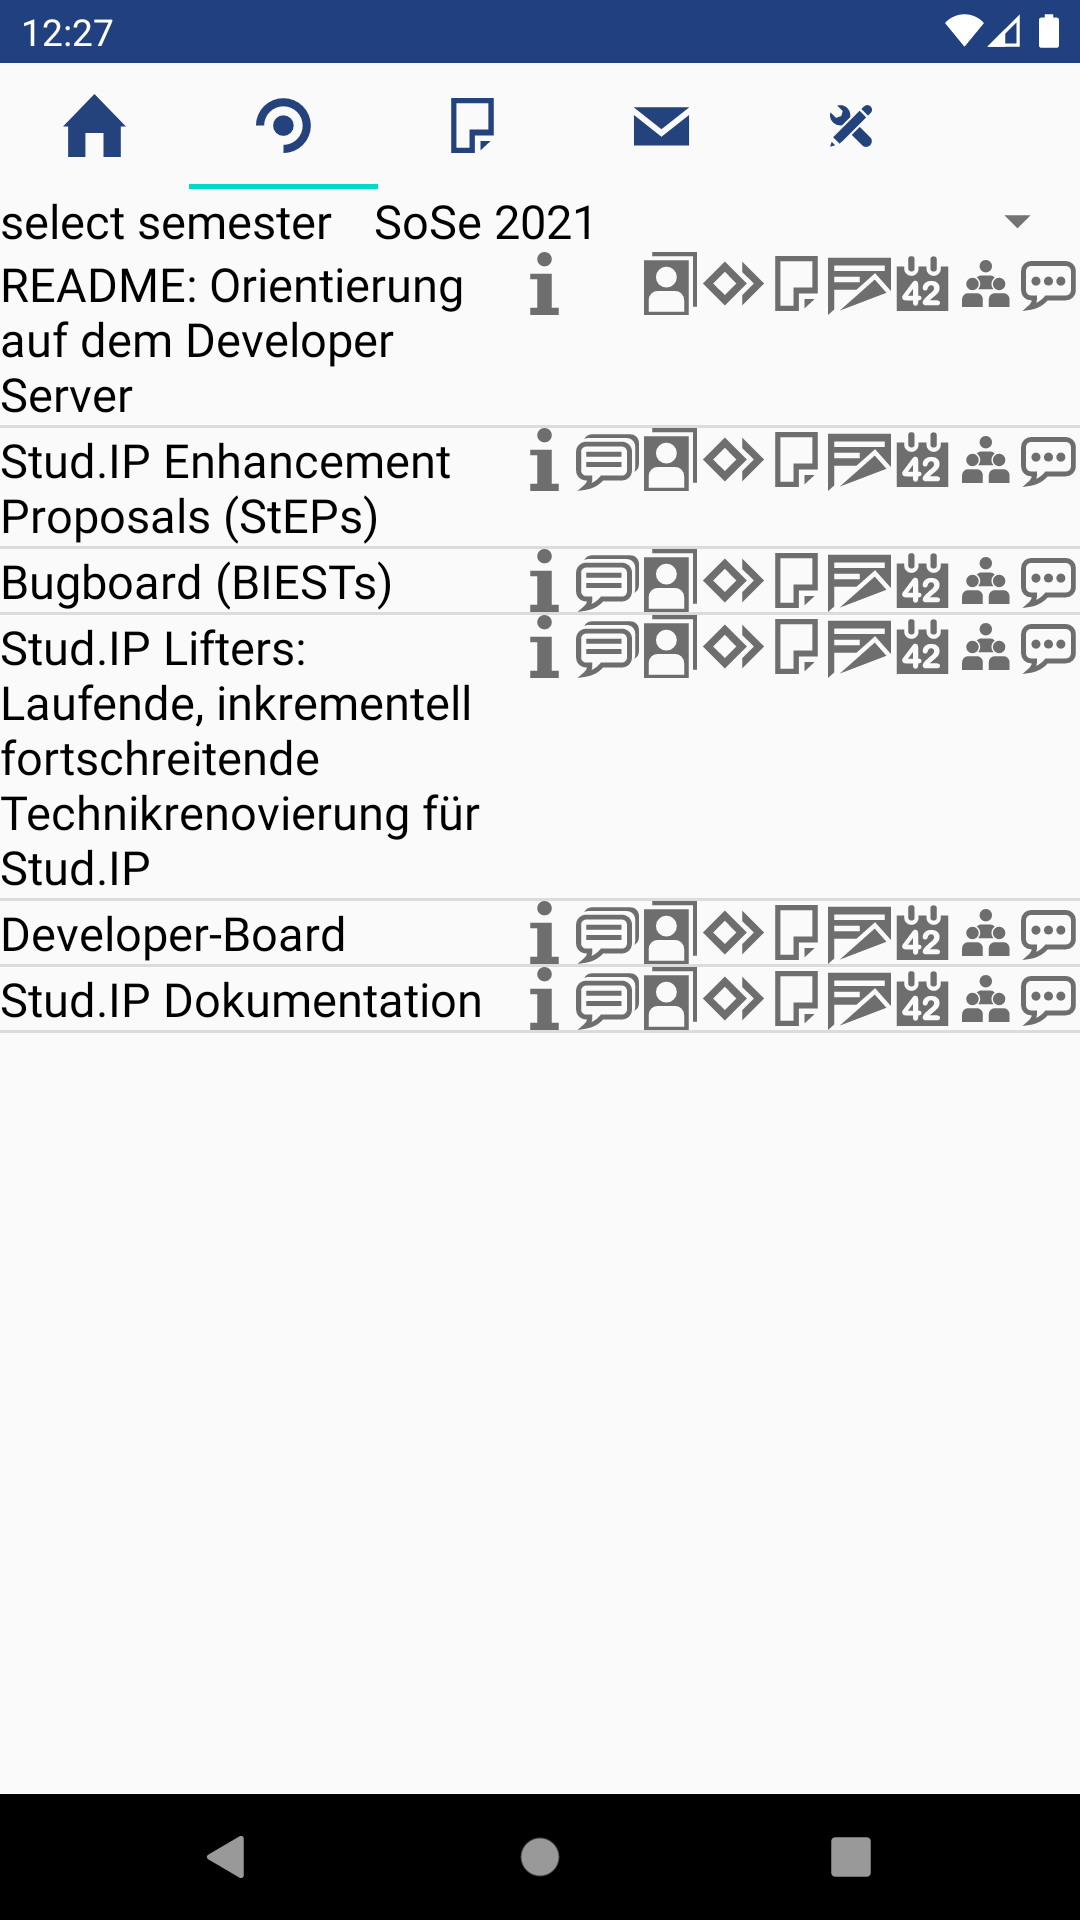 12:27
select semester SoSe 2021
README: Orientierung
auf dem Developer
Server
42
Stud.IP Enhancement
Proposals (StEPs)
42
Bugboard (BIESTs)
42
Stud.IP Lifters:
Laufende, inkrementell
fortschreitende
Technikrenovierung für
Stud.IP
42
Developer-Board
42
Stud.IP Dokumentation
42